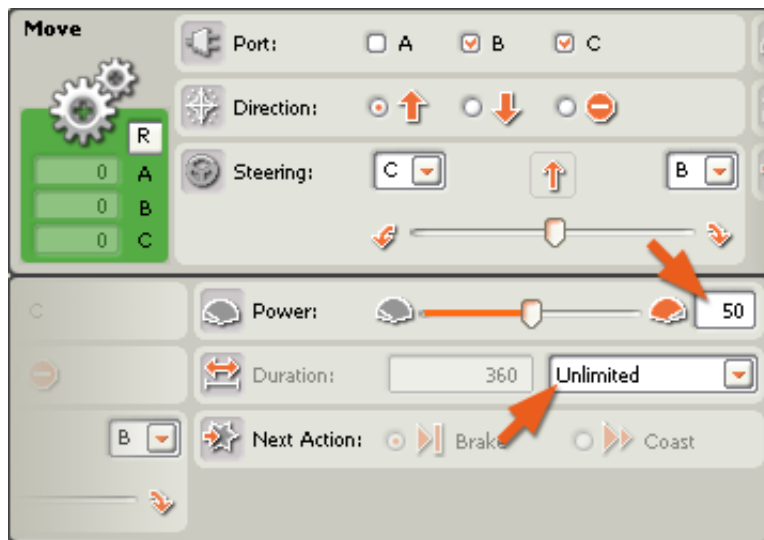 Move
Port: A B C
Direction:
R
Steering: C B
0 A
0 B
0 C
C
Power: 50
Duration: 360 Unlimited
B
Next Action: Brake Coast